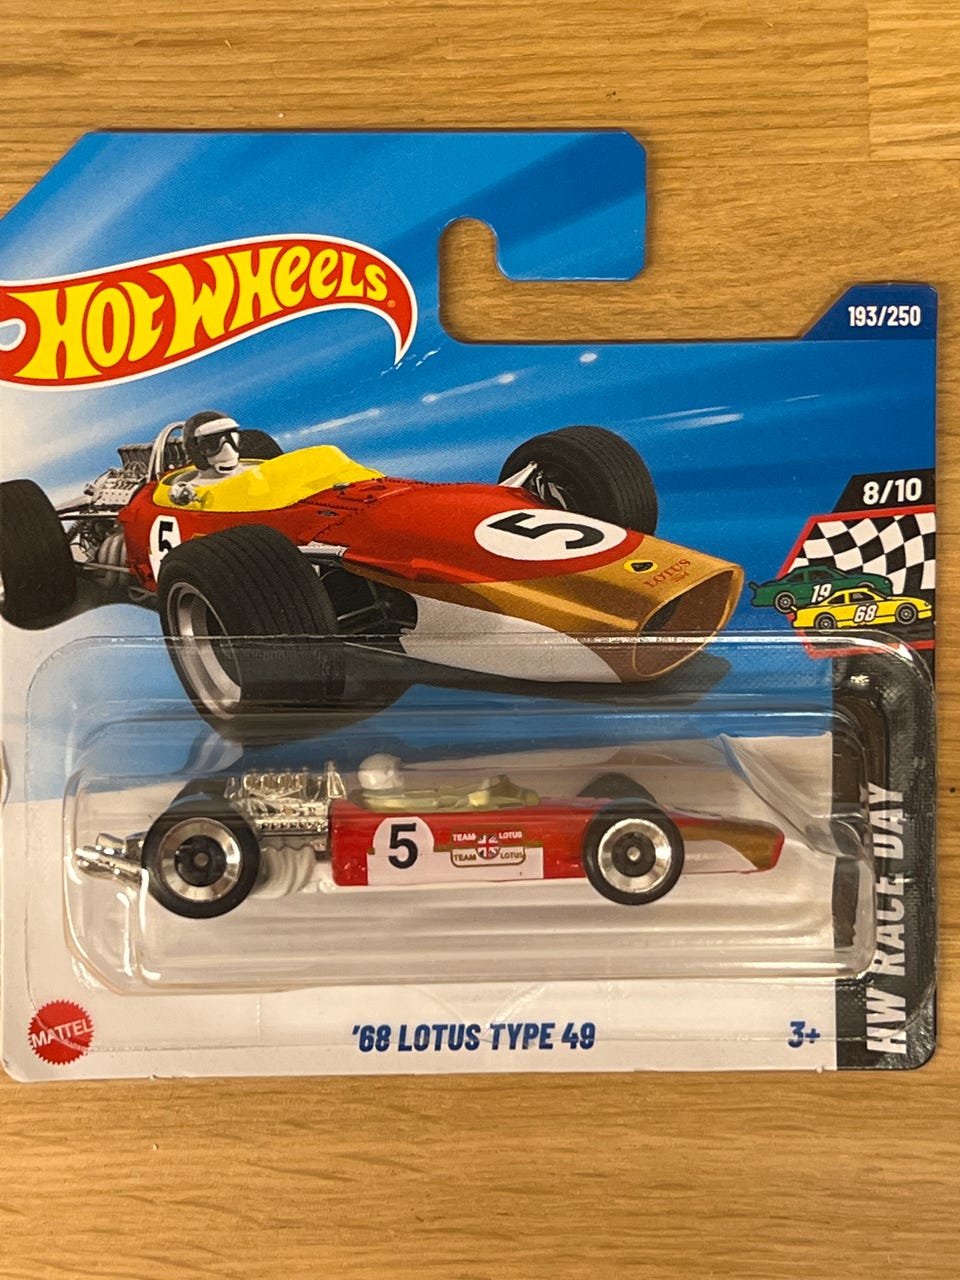 HOT WHEELS
193/250
8/10
19
68
5
5
LOTUS
5
TEAM LOTUS
TEAM LOTUS
HW RACE DAY
MATTEL
'68 LOTUS TYPE 49
3+